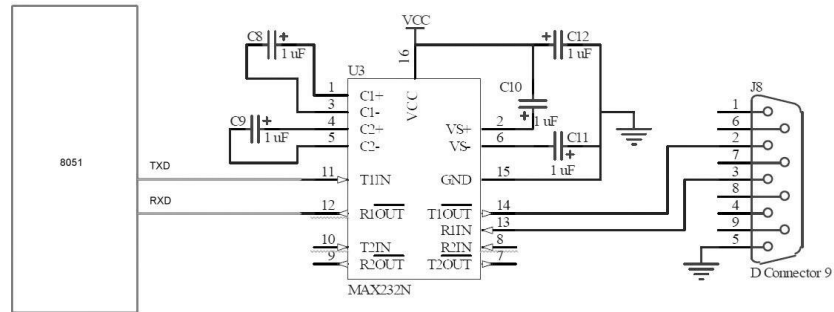 VCC
C8
+
1 uF
C12
+
1 uF
16
U3
C10
+
1 uF
J8
1
C1+
3
C1-
VCC
4
C2+
VS+
2
5
C2-
VS-
6
C9
+
1 uF
C11
+
1 uF
8051
TXD
11
T1IN
GND
15
RXD
12
R1OUT
T1OUT
14
R1IN
13
10
T2IN
R2IN
8
9
R2OUT
T2OUT
7
MAX232N
1
6
2
7
3
8
4
9
5
D Connector 9